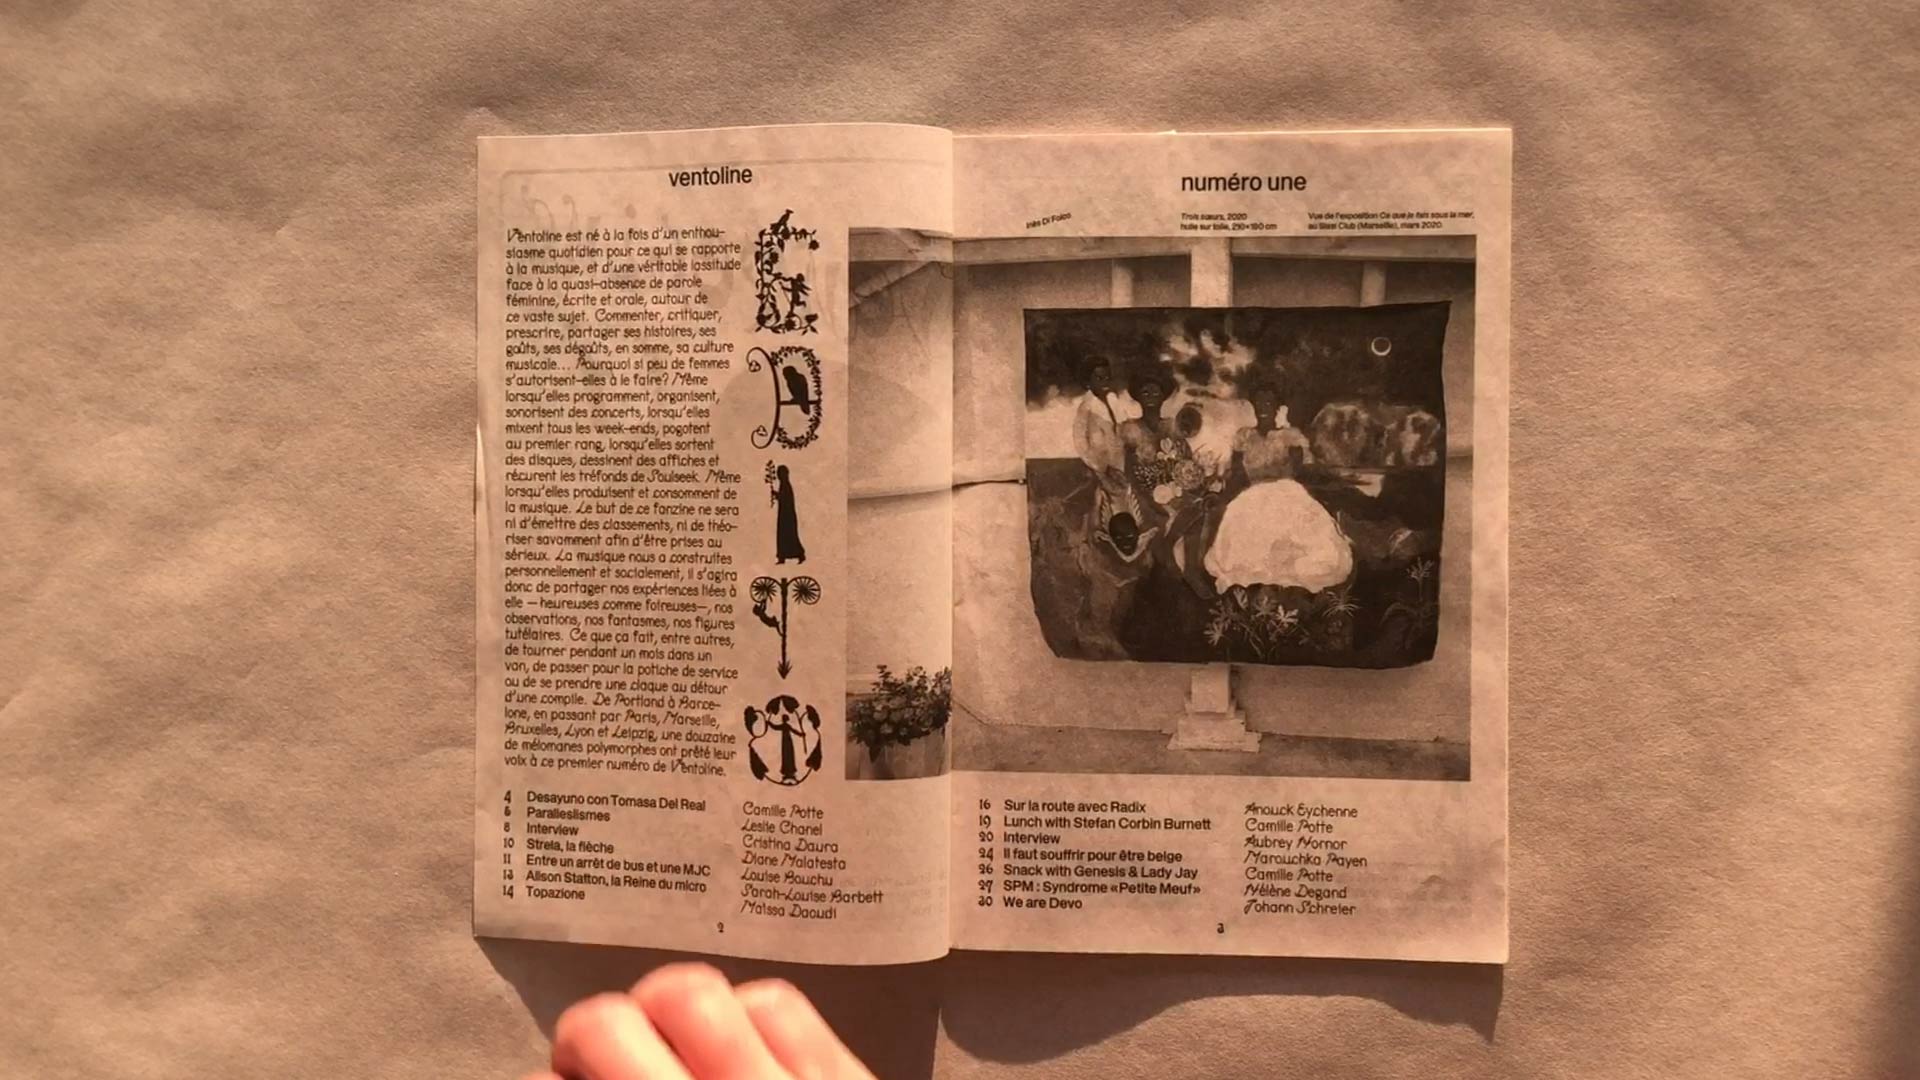 ventoline
Ventoline est né à la fois d'un enthou-
siasme quotidien pour ce qui se rapporte
à la musique, et d'une véritable lassitude
face à la quasi-absence de parole
féminine, écrite et orale, autour de
ce vaste sujet. Commenter, critiquer,
prescrire, partager ses histoires, ses
goûts, ses dégoûts, en somme, sa culture
musicale... Pourquoi si peu de femmes
s'autorisent-elles à le faire? Même
lorsqu'elles programment, organisent,
sonorisent des concerts, lorsqu'elles
mixent tous les week-ends, pogotent
au premier rang, lorsqu'elles sortent
des disques, dessinent des affiches et
récurent les tréfonds de Soulseek. Même
lorsqu'elles produisent et consomment de
la musique. Le but de ce fanzine ne sera
ni d'émettre des classements, ni de théo-
riser savamment afin d'être prises au
sérieux. La musique nous a construites
personnellement et socialement, il s'agira
donc de partager nos expériences liées à
elle — heureuses comme foireuses—, nos
observations, nos fantasmes, nos figures
tutélaires. Ce que ça fait, entre autres,
de tourner pendant un mois dans un
van, de passer pour la potiche de service
ou de se prendre une claque au détour
d'une compile. De Portland à Barce-
lone, en passant par Paris, Marseille,
Bruxelles, Lyon et Leipzig, une douzaine
de mélomanes polymorphes ont prêté leur
voix à ce premier numéro de Ventoline.
4 Desayuno con Tomasa Del Real Camille Potte
6 Paralleslismes Leslie Chanel
8 Interview Cristina Daura
10 Strela, la flèche Diane Malatesta
11 Entre un arrêt de bus et une MJC Louise Bouchu
13 Alison Statton, la Reine du micro Sarah-Louise Barbett
14 Topazione Maïssa Daoudi
2
numéro une
Inès Di Folco
Trois sœurs, 2020
huile sur toile, 210×180 cm
Vue de l'exposition Ce que je fais sous la mer,
au Sissi Club (Marseille), mars 2020
16 Sur la route avec Radix Anouck Eychenne
19 Lunch with Stefan Corbin Burnett Camille Potte
20 Interview Aubrey Hornor
24 Il faut souffrir pour être belge Marouchka Payen
26 Snack with Genesis & Lady Jay Camille Potte
27 SPM : Syndrome «Petite Meuf» Hélène Degand
30 We are Devo Johann Schreier
3